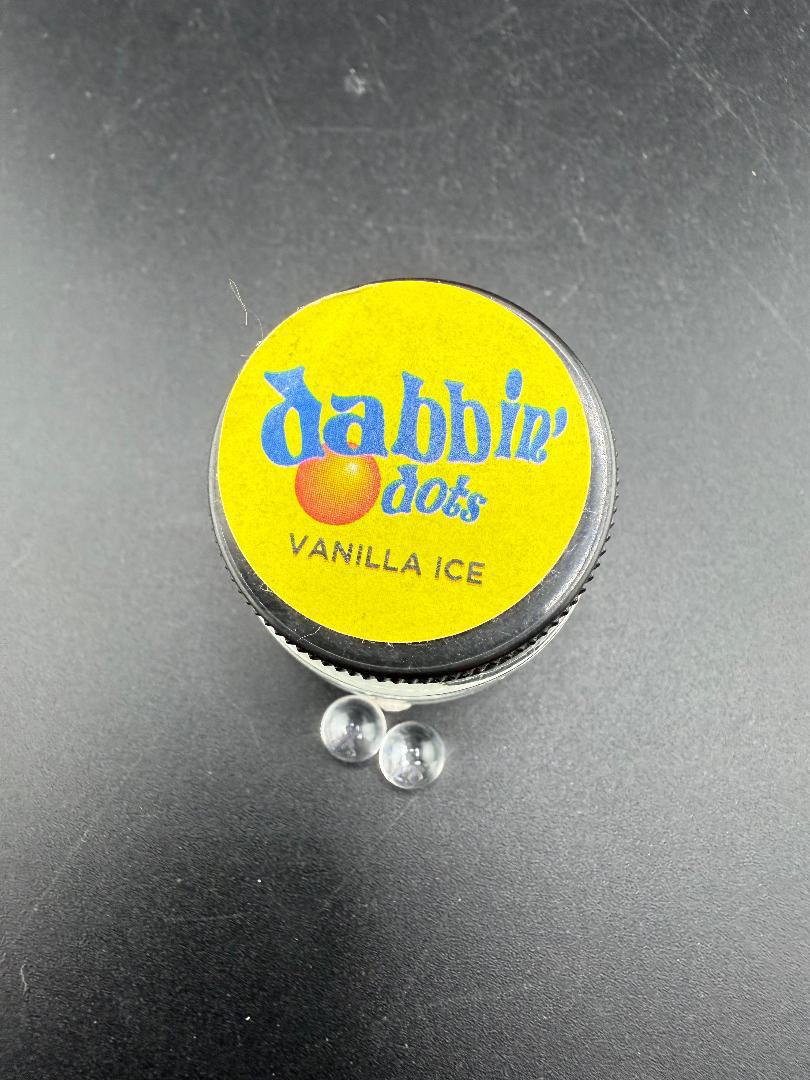 dabbin'
dots
VANILLA ICE